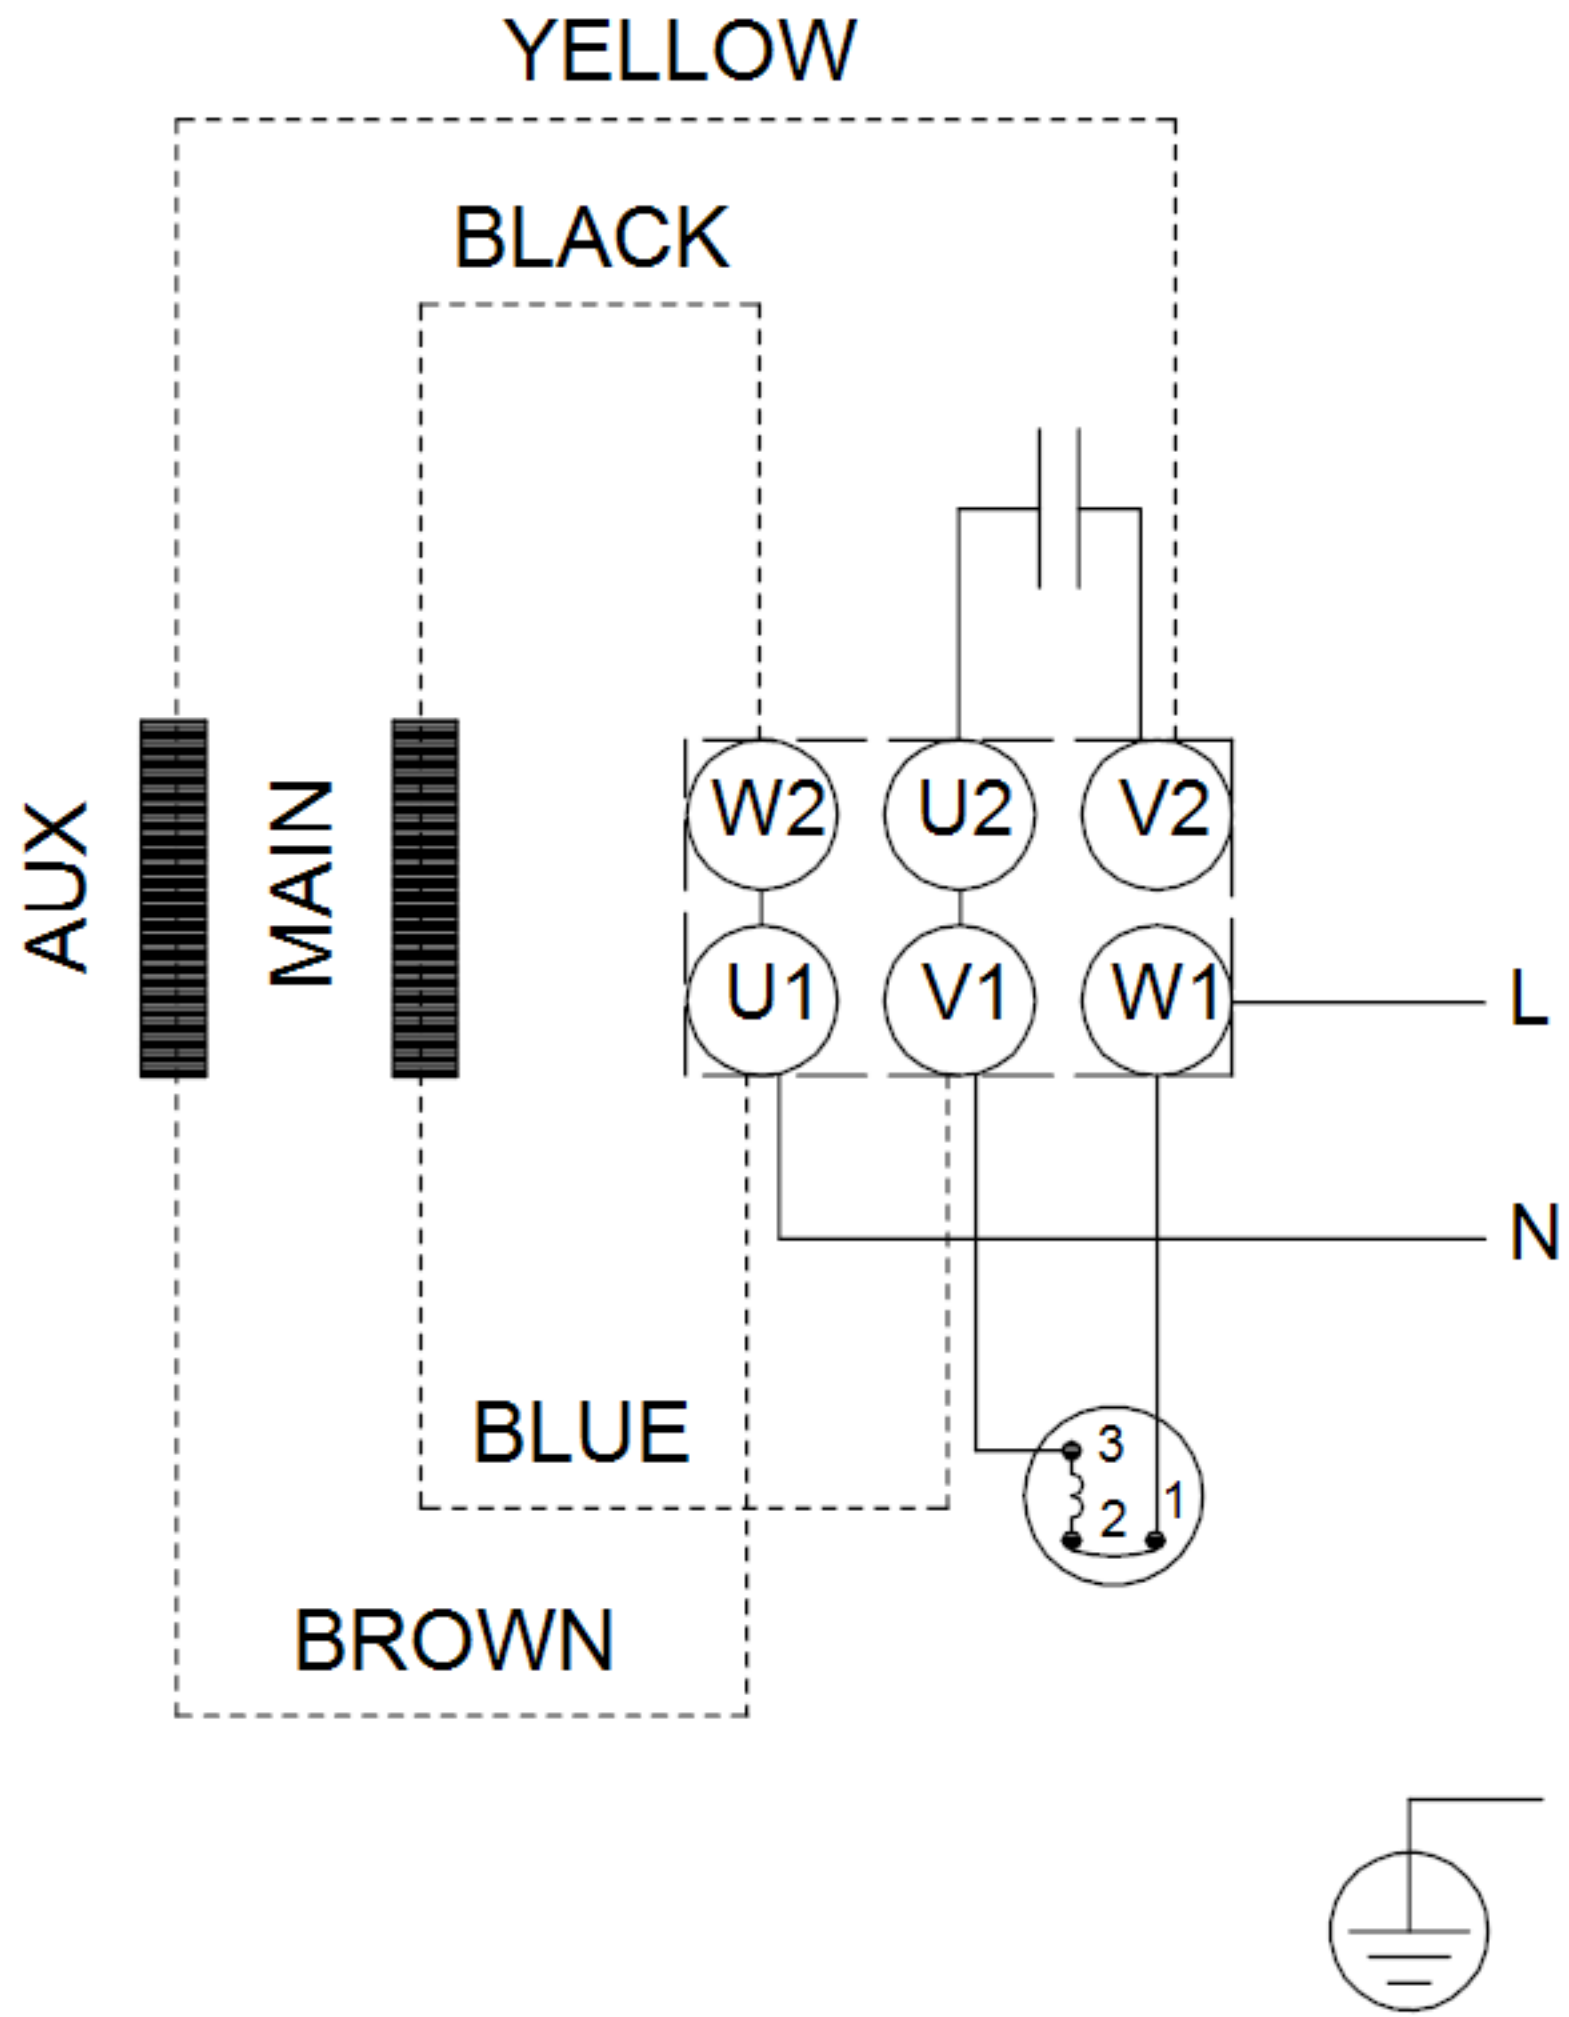 YELLOW
BLACK
AUX
MAIN
W2 U2 V2
U1 V1 W1
L
N
BLUE
3
2
1
BROWN